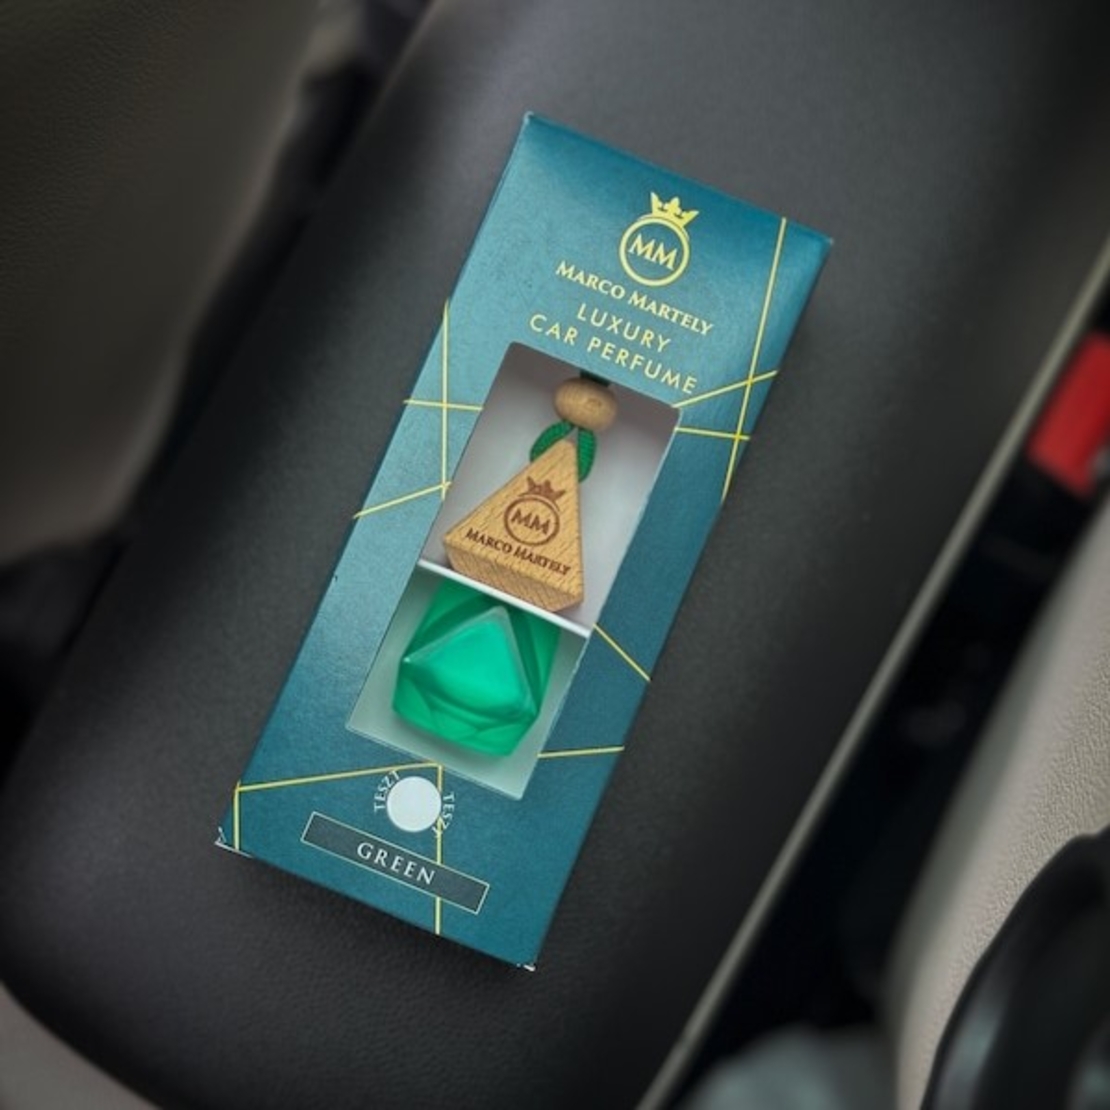 MM
MARCO MARTELY
LUXURY
CAR PERFUME
MM
MARCO MARTELY
TESZT TESZT
GREEN